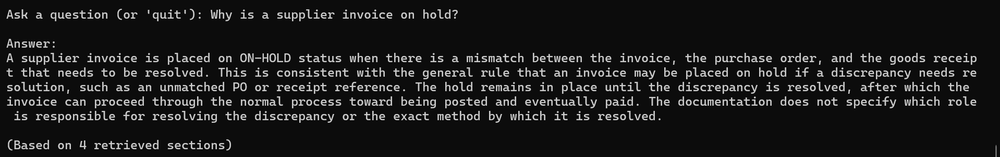 Ask a question (or 'quit'): Why is a supplier invoice on hold?
Answer:
A supplier invoice is placed on ON-HOLD status when there is a mismatch between the invoice, the purchase order, and the goods receip
t that needs to be resolved. This is consistent with the general rule that an invoice may be placed on hold if a discrepancy needs re
solution, such as an unmatched PO or receipt reference. The hold remains in place until the discrepancy is resolved, after which the
invoice can proceed through the normal process toward being posted and eventually paid. The documentation does not specify which role
 is responsible for resolving the discrepancy or the exact method by which it is resolved.
(Based on 4 retrieved sections)